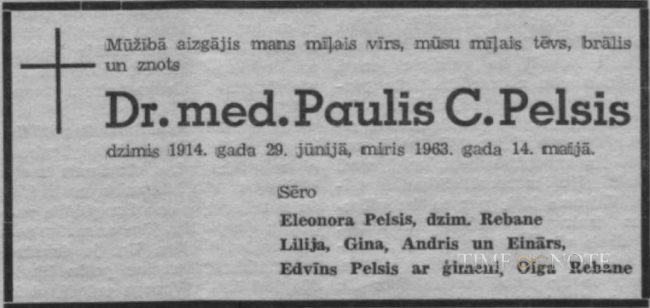 Mūžībā aizgājis mans mīļais vīrs, mūsu mīļais tēvs, brālis
un znots
Dr. med. Paulis C. Pelsis
dzimis 1914. gada 29. jūnijā, miris 1963. gada 14. maijā.
Sēro
Eleonora Pelsis, dzim. Rebane
Lilija, Gina, Andris un Einārs,
Edvīns Pelsis ar ģimeni, Olga Rebane
TIME NOTE